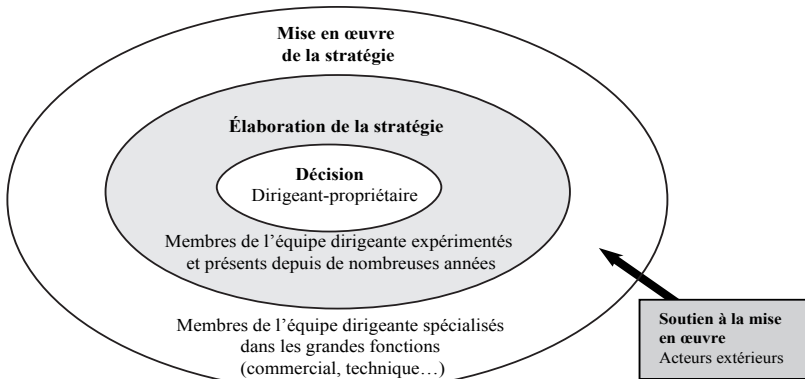 Mise en œuvre
de la stratégie
Élaboration de la stratégie
Décision
Dirigeant-propriétaire
Membres de l’équipe dirigeante expérimentés
et présents depuis de nombreuses années
Membres de l’équipe dirigeante spécialisés
dans les grandes fonctions
(commercial, technique…)
Soutien à la mise
en œuvre
Acteurs extérieurs